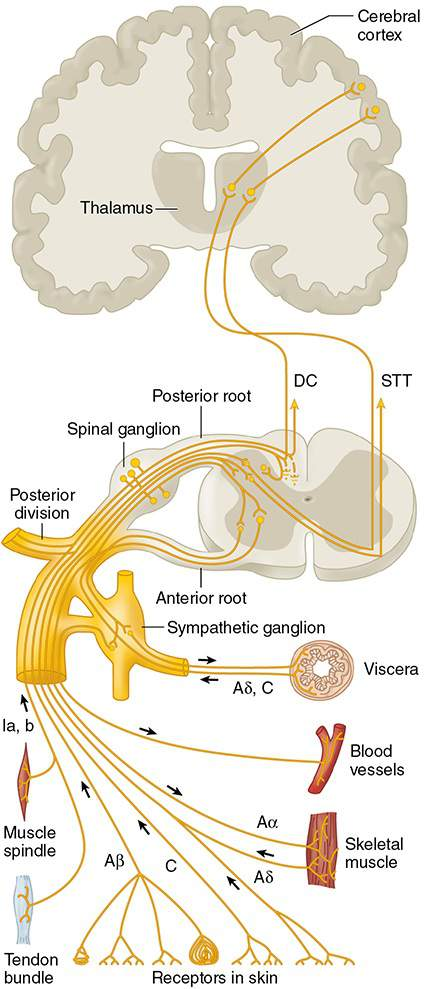 Cerebral
cortex
Thalamus
DC
STT
Posterior root
Spinal ganglion
Posterior
division
Anterior root
Sympathetic ganglion
Viscera
Aδ, C
Ia, b
Blood
vessels
Muscle
spindle
Aα
Skeletal
muscle
Aβ
C
Aδ
Tendon
bundle
Receptors in skin